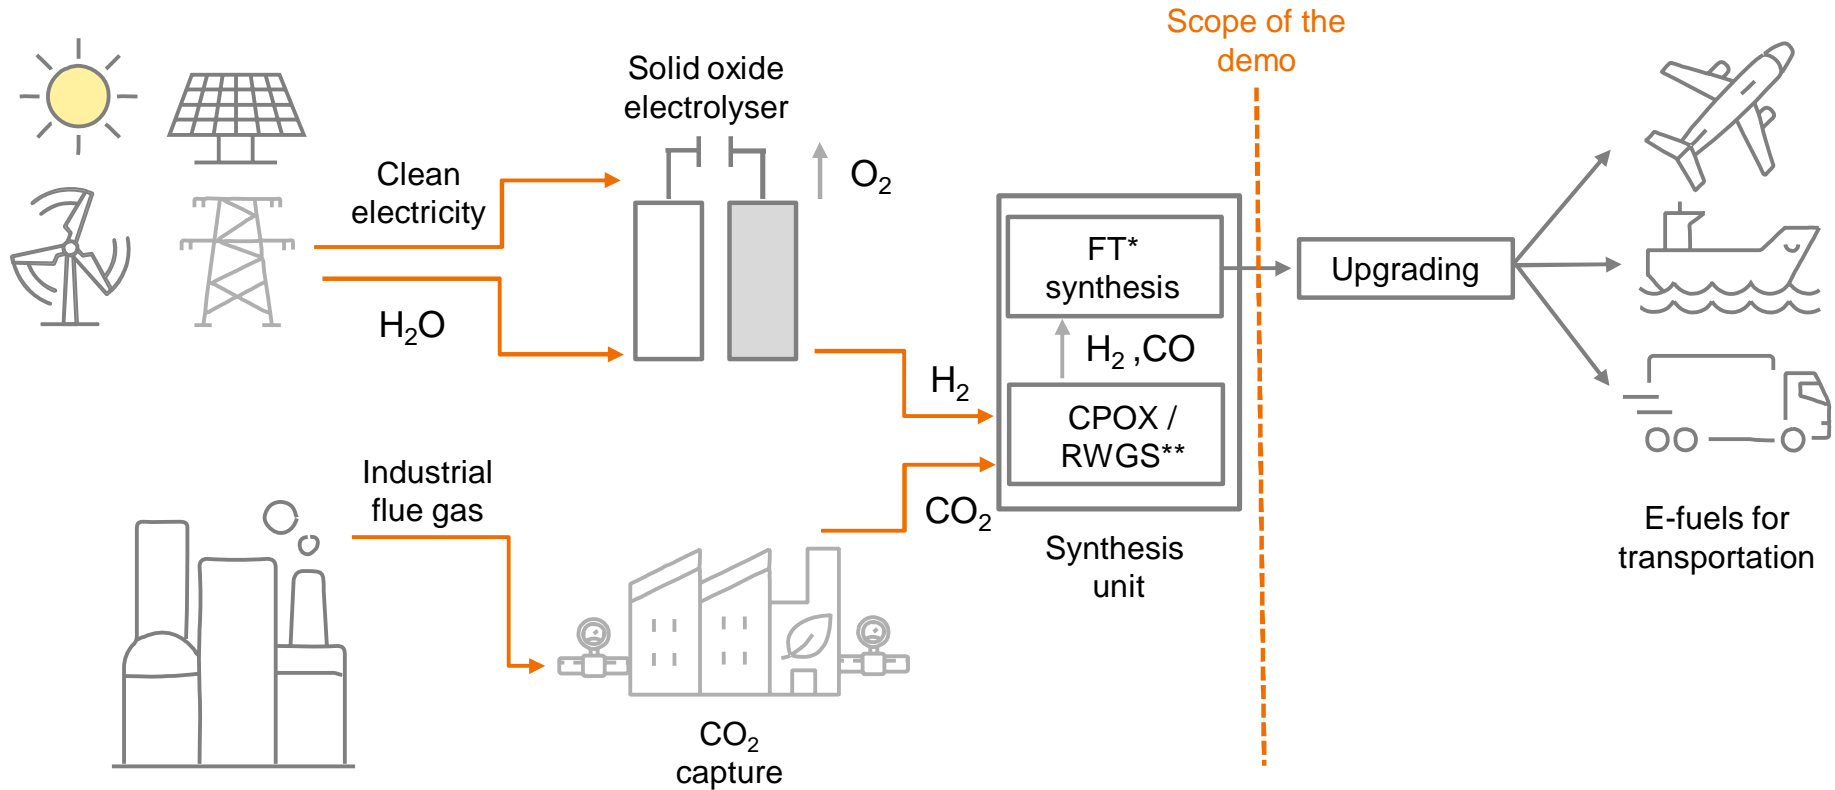 Scope of the
demo
Solid oxide
electrolyser
O₂
Clean
electricity
H₂O
FT*
synthesis
H₂ ,CO
CPOX /
RWGS**
Upgrading
H₂
CO₂
Industrial
flue gas
Synthesis
unit
CO₂
capture
E-fuels for
transportation